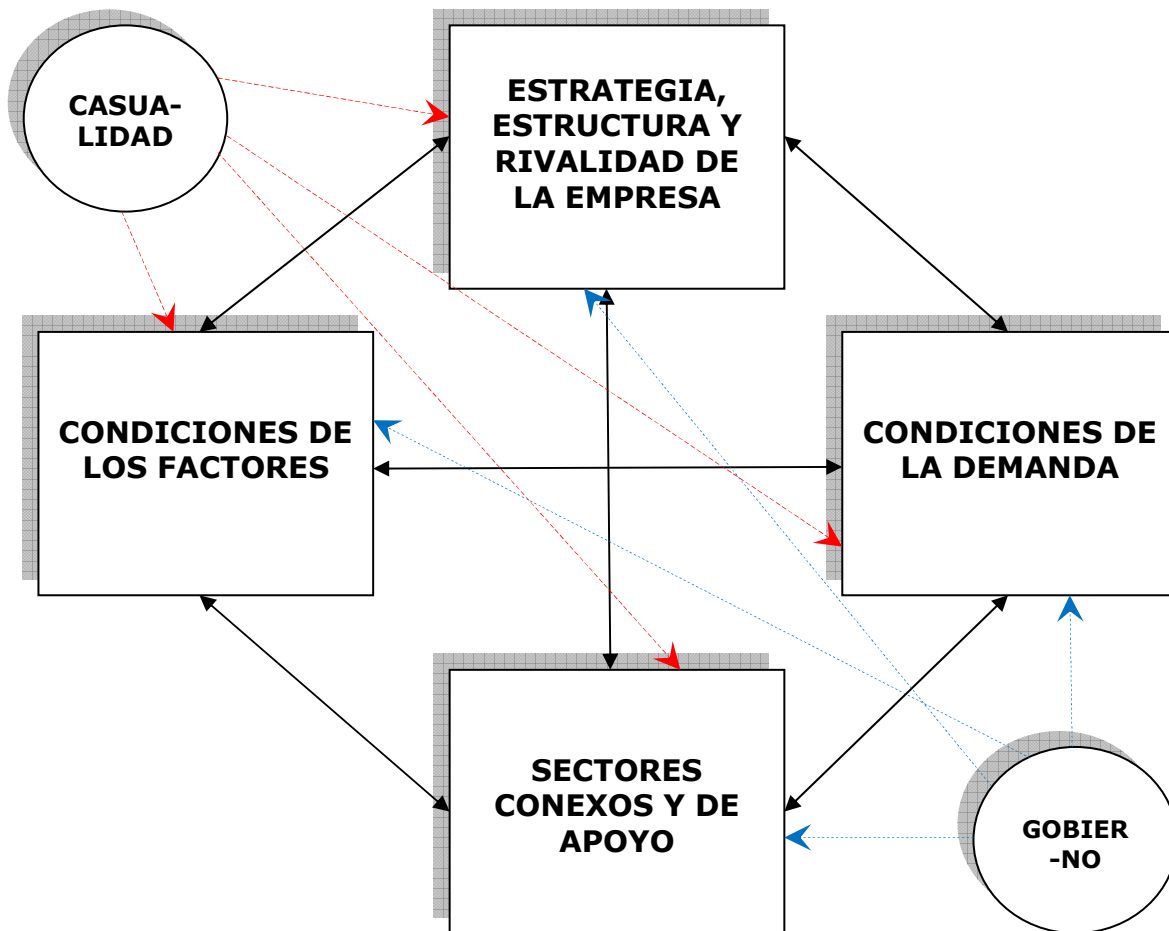 CASUA-
LIDAD
ESTRATEGIA,
ESTRUCTURA Y
RIVALIDAD DE
LA EMPRESA
CONDICIONES DE
LOS FACTORES
CONDICIONES DE
LA DEMANDA
SECTORES
CONEXOS Y DE
APOYO
GOBIER
-NO